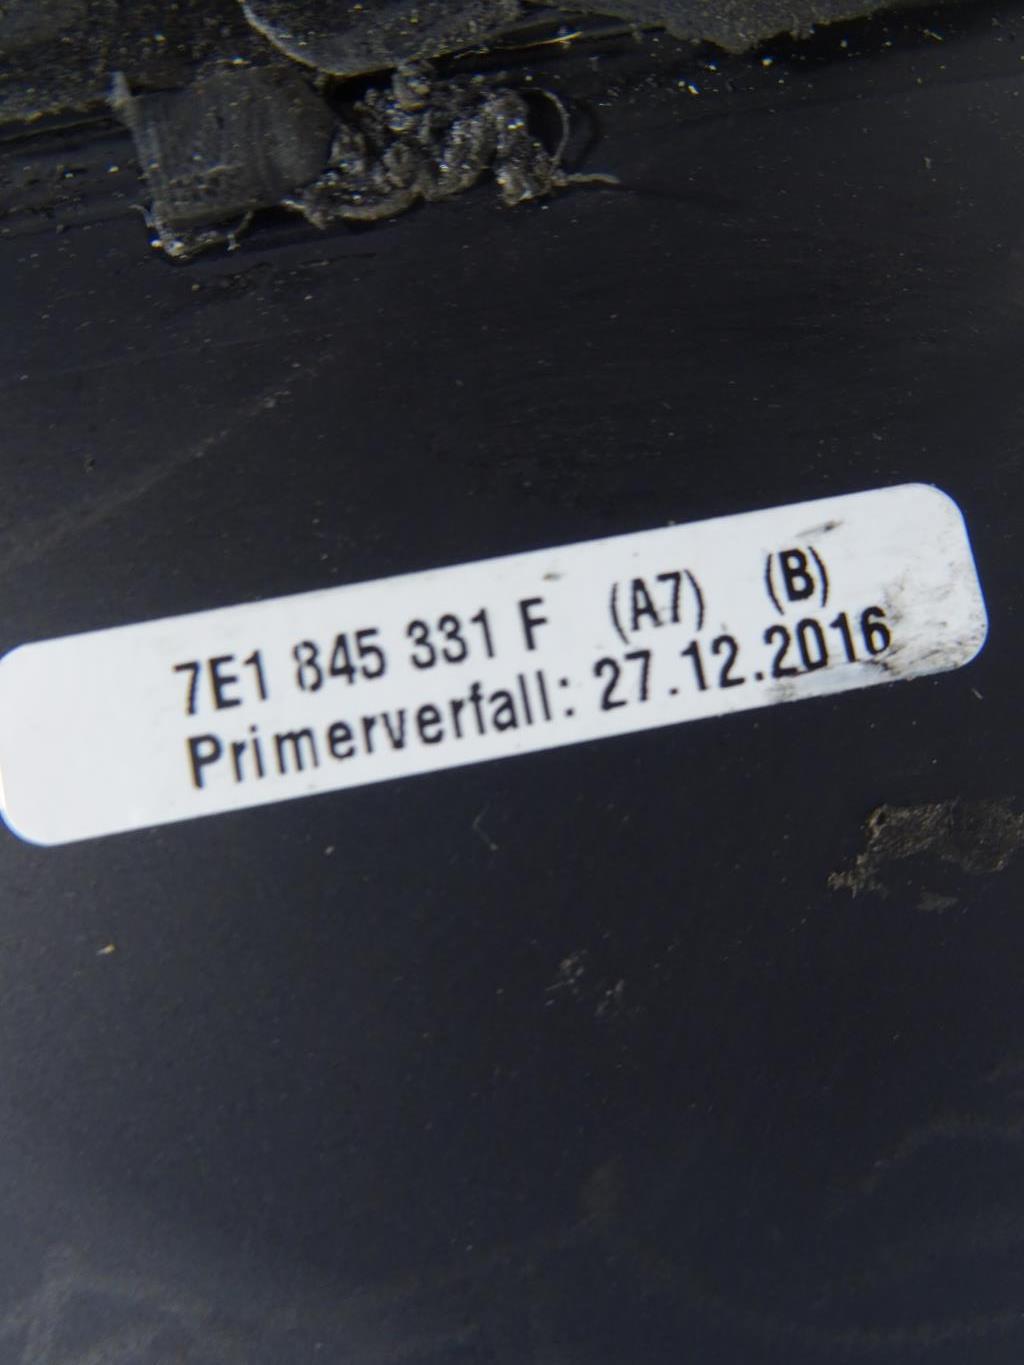 7E1 845 331 F (A7) (B)
Primerverfall: 27.12.2016